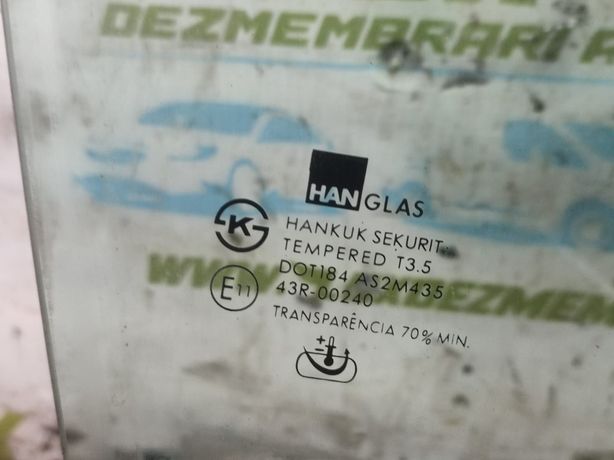 DEZMEMBRARI A
HANGLAS
K
HANKUK SEKURIT
TEMPERED T3.5
DOT184 AS2M435
E11
43R-00240
TRANSPARÊNCIA 70% MIN.